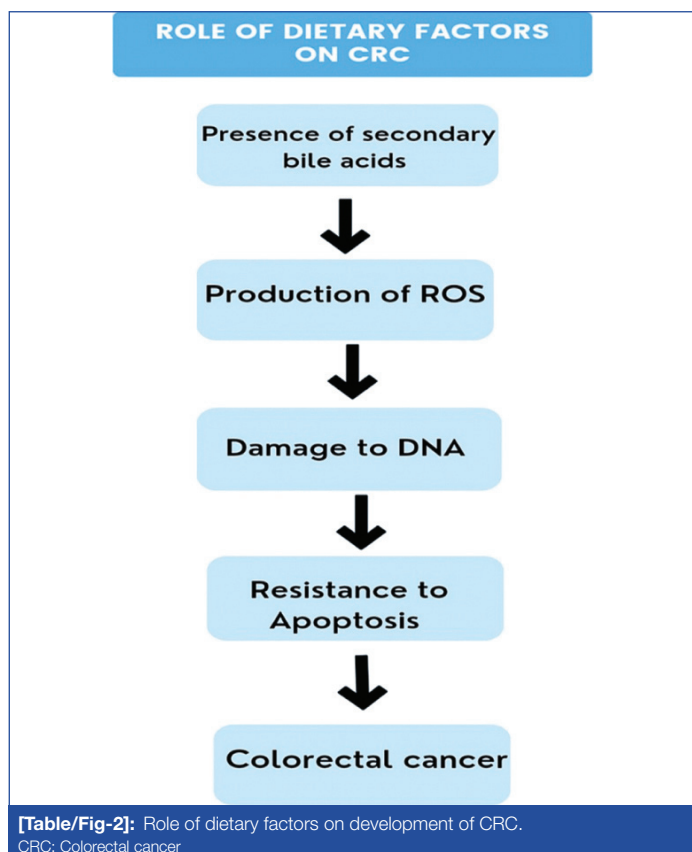 ROLE OF DIETARY FACTORS
ON CRC
Presence of secondary
bile acids
Production of ROS
Damage to DNA
Resistance to
Apoptosis
Colorectal cancer
[Table/Fig-2]: Role of dietary factors on development of CRC.
CRC: Colorectal cancer